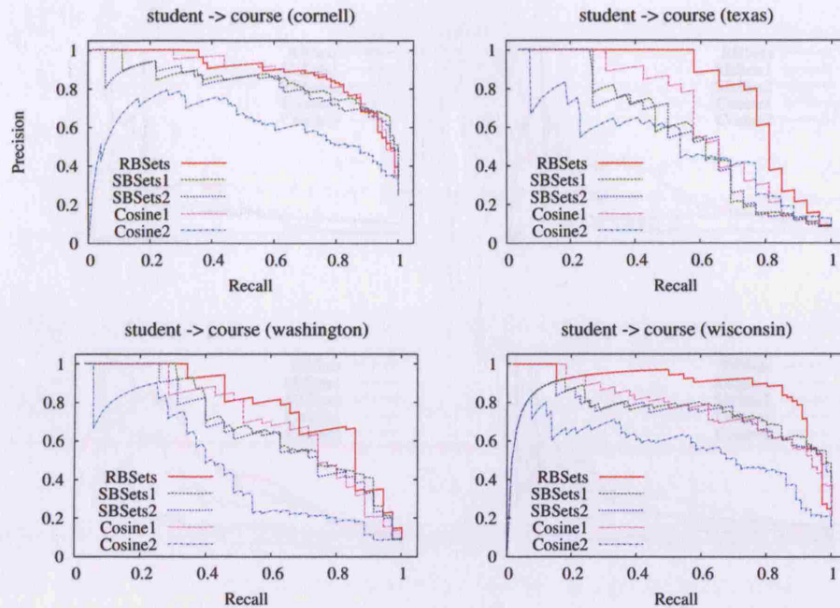 student -> course (cornell)
1
0.8
0.6
0.4
0.2
0
Precision
RBSets
SBSets1
SBSets2
Cosine1
Cosine2
0 0.2 0.4 0.6 0.8 1
Recall
student -> course (texas)
1
0.8
0.6
0.4
0.2
0
RBSets
SBSets1
SBSets2
Cosine1
Cosine2
0 0.2 0.4 0.6 0.8 1
Recall
student -> course (washington)
1
0.8
0.6
0.4
0.2
0
RBSets
SBSets1
SBSets2
Cosine1
Cosine2
0 0.2 0.4 0.6 0.8 1
Recall
student -> course (wisconsin)
1
0.8
0.6
0.4
0.2
0
RBSets
SBSets1
SBSets2
Cosine1
Cosine2
0 0.2 0.4 0.6 0.8 1
Recall